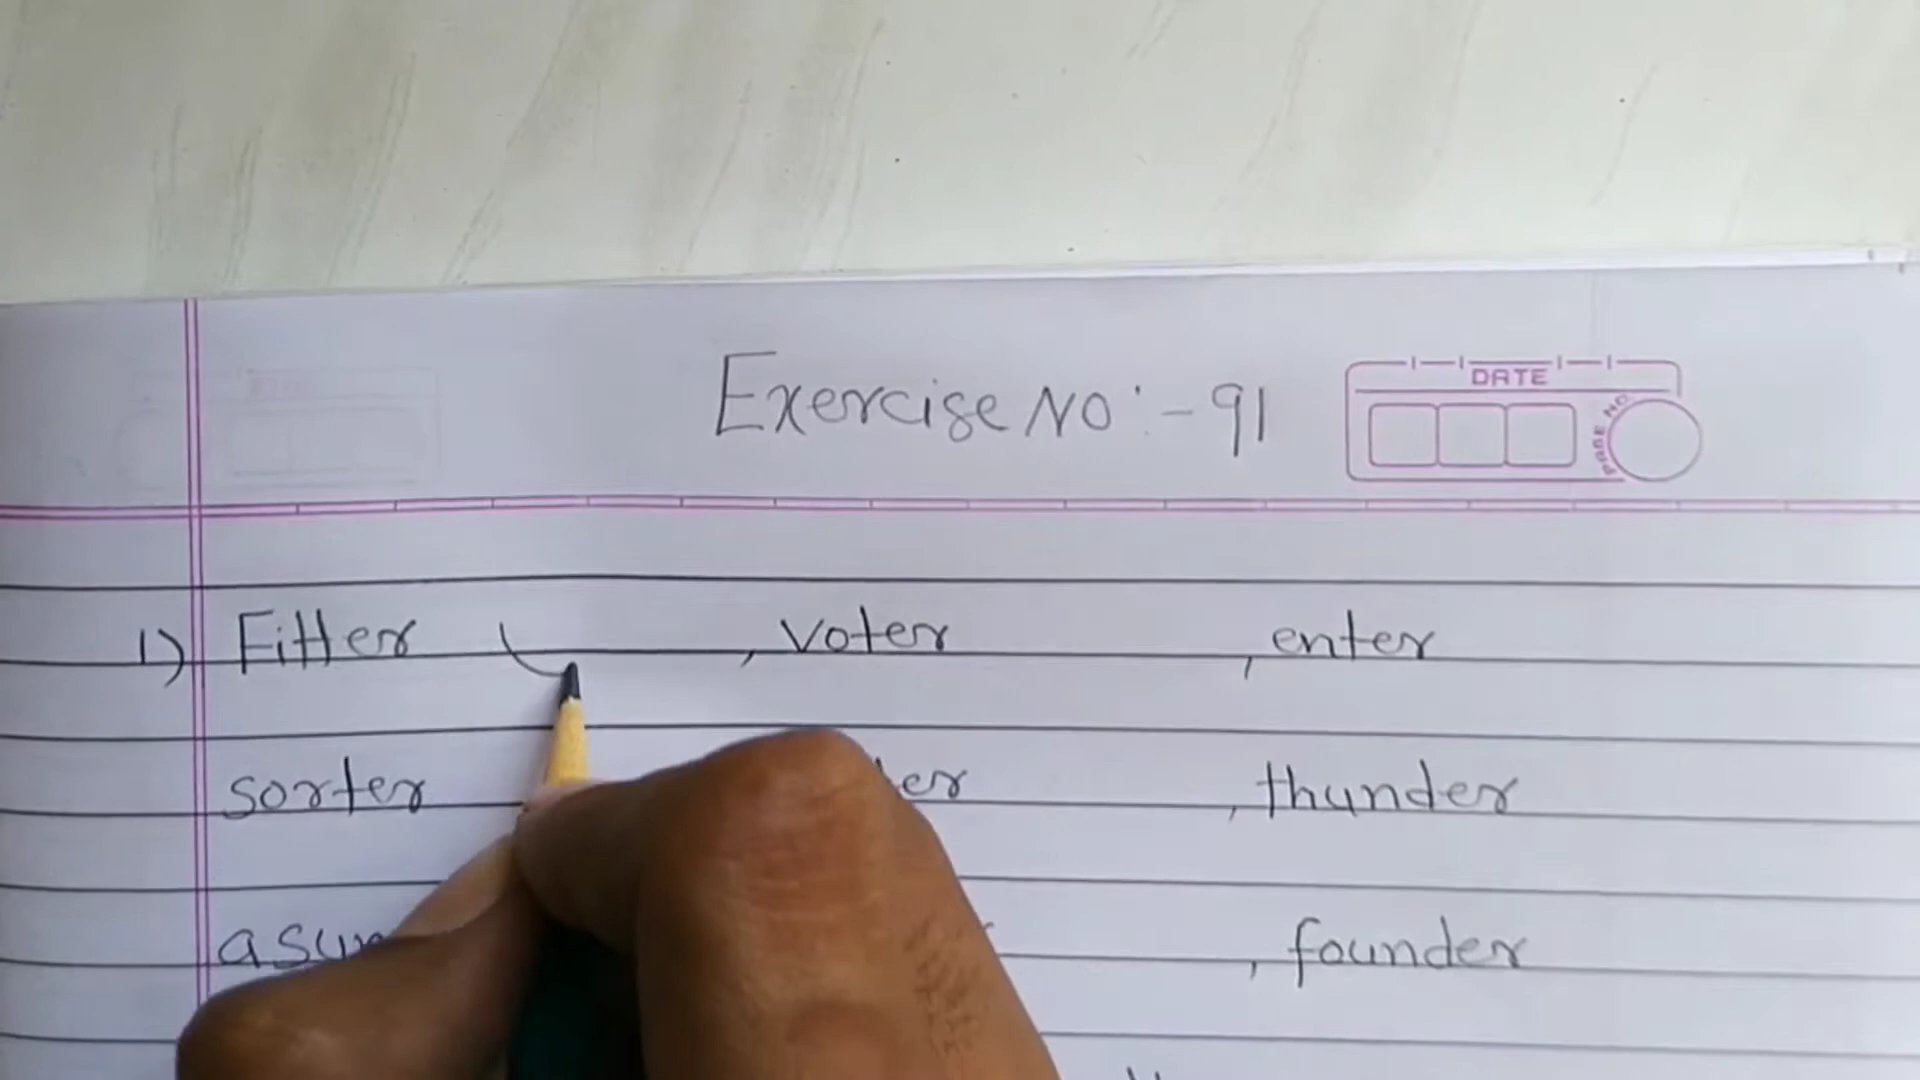 Exercise No:- 91
DATE
PAGE NO.
1) Fitter , voter , enter
sorter , thunder
, founder